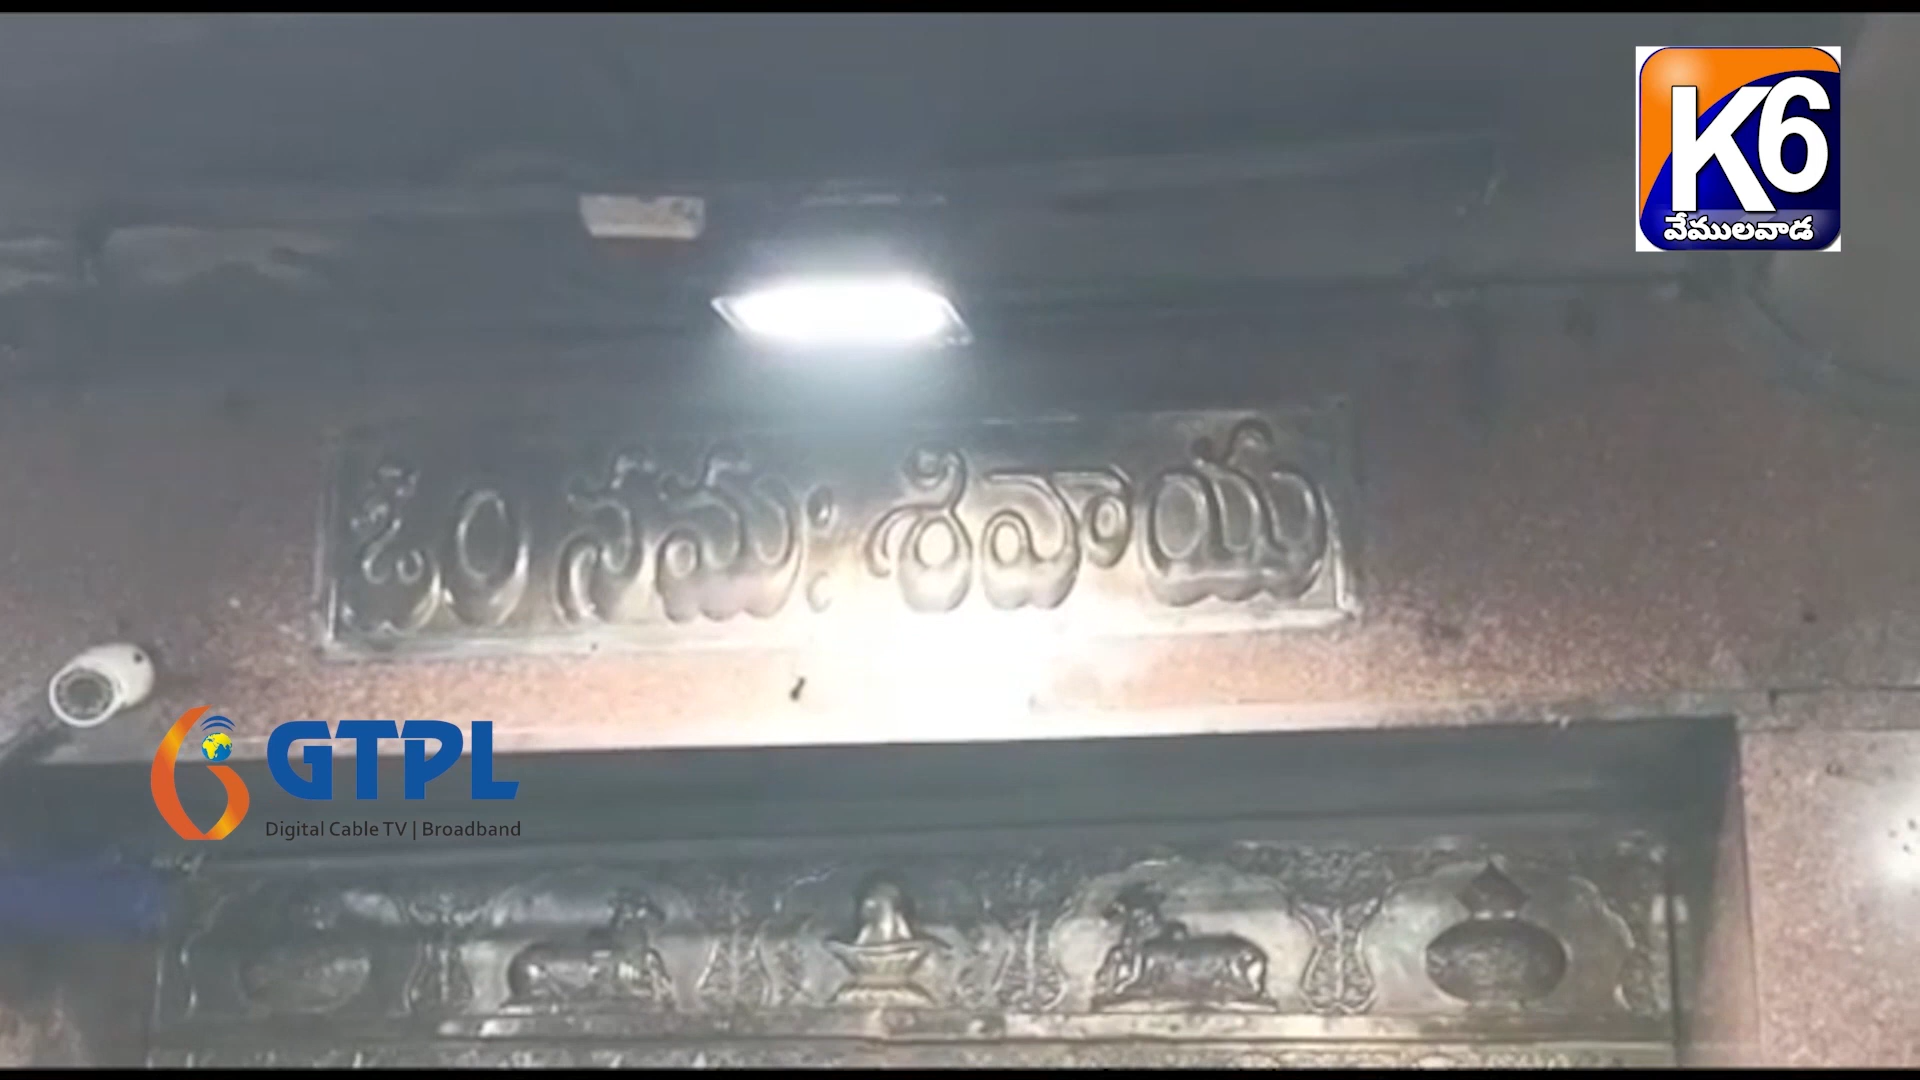 K6
వేములవాడ
ఓం నమః శివాయ
GTPL
Digital Cable TV | Broadband